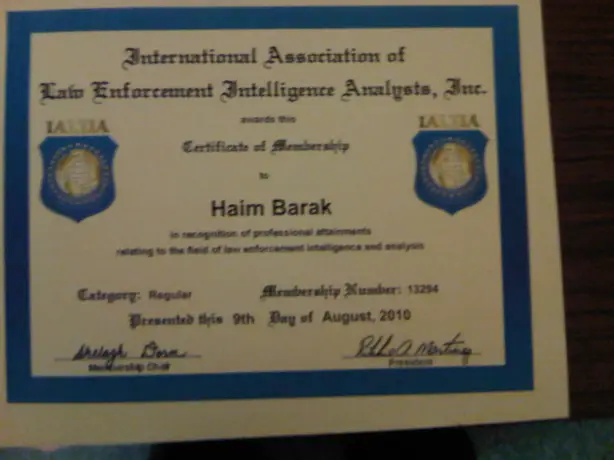 International Association of
Law Enforcement Intelligence Analysts, Inc.
awards this
IALEIA
IALEIA
Certificate of Membership
to
Haim Barak
in recognition of professional attainments
relating to the field of law enforcement intelligence and analysis
Category: Regular
Membership Number: 13294
Presented this 9th Day of August, 2010
Shelagh Dorn
Membership Chair
President